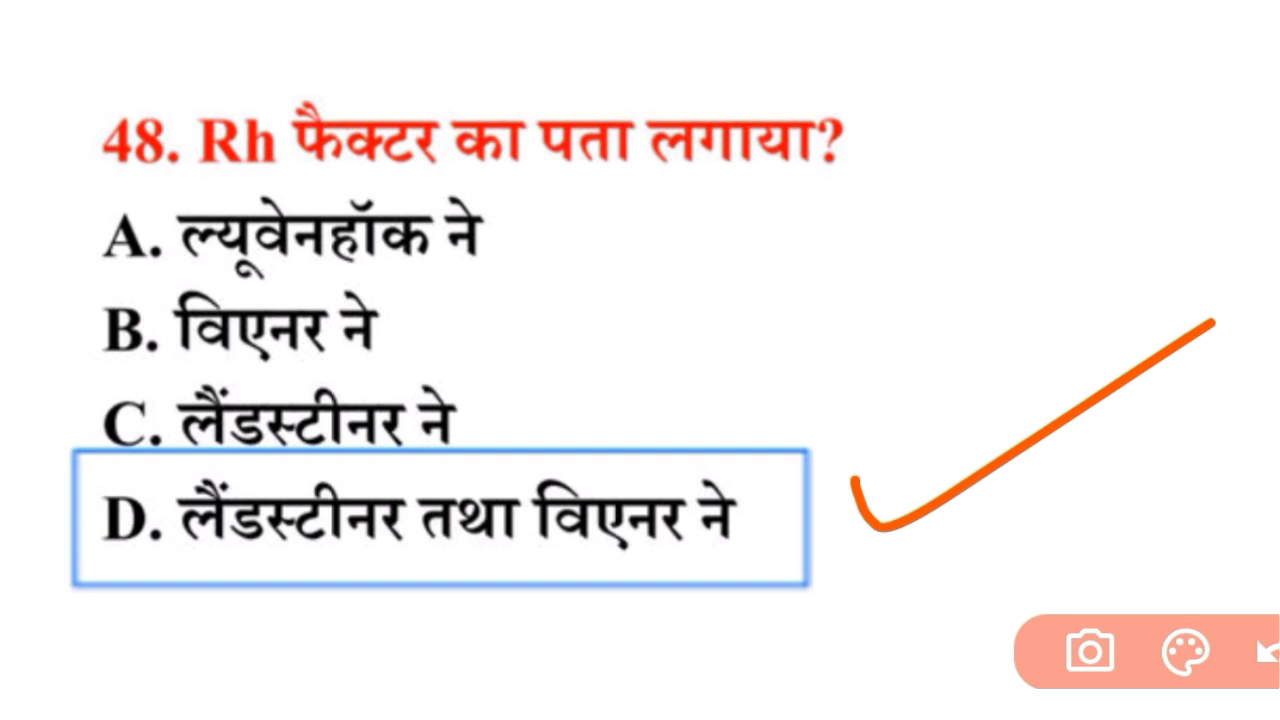 48. Rh फैक्टर का पता लगाया?
A. ल्यूवेनहॉक ने
B. विएनर ने
C. लैंडस्टीनर ने
D. लैंडस्टीनर तथा विएनर ने